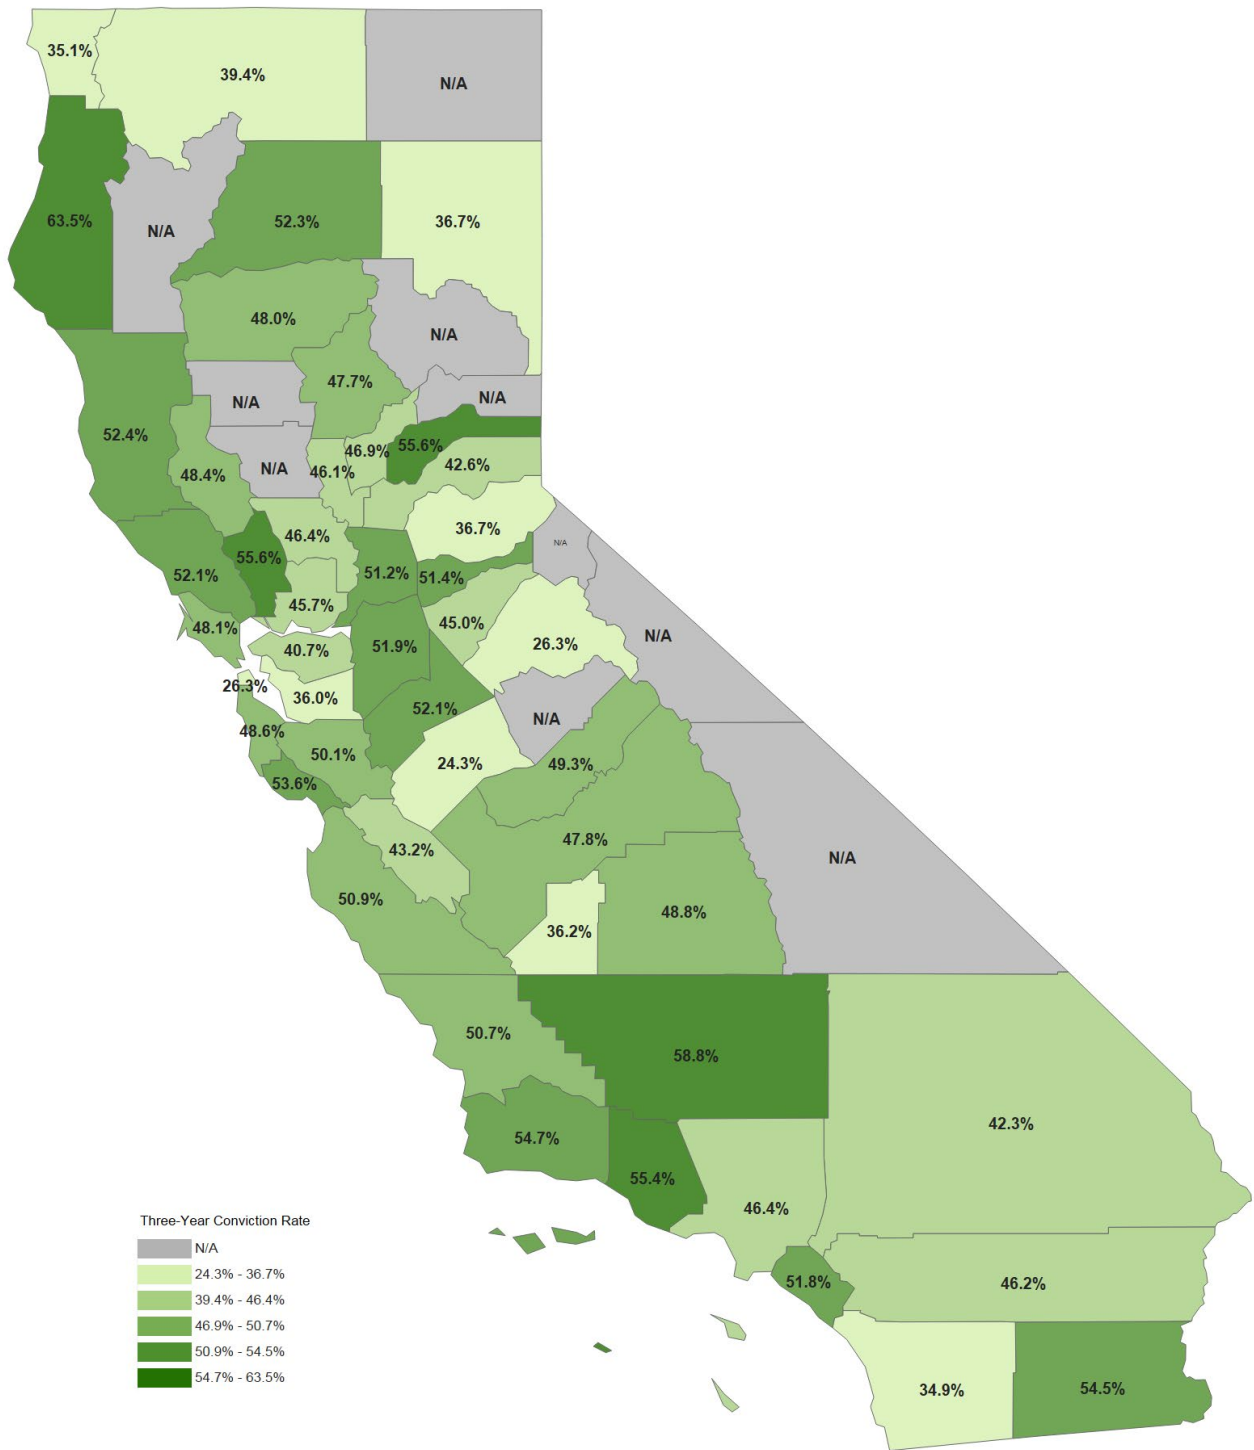 35.1%
39.4%
N/A
63.5%
N/A
52.3%
36.7%
48.0%
N/A
47.7%
N/A
N/A
52.4%
48.4%
N/A
46.1%
46.9%
55.6%
42.6%
46.4%
36.7%
N/A
55.6%
52.1%
51.2%
51.4%
45.7%
48.1%
45.0%
N/A
40.7%
51.9%
26.3%
26.3%
36.0%
52.1%
N/A
48.6%
50.1%
24.3%
49.3%
53.6%
47.8%
43.2%
N/A
50.9%
36.2%
48.8%
50.7%
58.8%
42.3%
54.7%
55.4%
46.4%
51.8%
46.2%
34.9%
54.5%
Three-Year Conviction Rate
N/A
24.3% - 36.7%
39.4% - 46.4%
46.9% - 50.7%
50.9% - 54.5%
54.7% - 63.5%